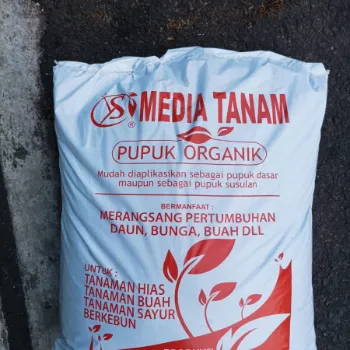 ® MEDIA TANAM
PUPUK ORGANIK
Mudah diaplikasikan sebagai pupuk dasar
maupun sebagai pupuk susulan
BERMANFAAT :
MERANGSANG PERTUMBUHAN
DAUN, BUNGA, BUAH DLL
UNTUK :
TANAMAN HIAS
TANAMAN BUAH
TANAMAN SAYUR
BERKEBUN